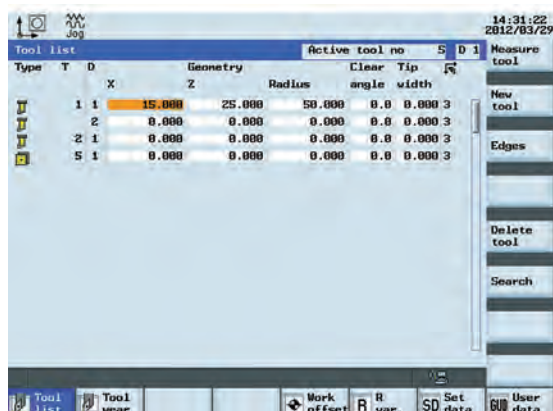 14:31:22
2012/03/29
Jog
Tool list
Active tool no 5 D 1
Measure tool
Type T D Geometry Clear Tip
X Z Radius angle width
1 1 15.000 25.000 50.000 0.0 0.000 3
2 0.000 0.000 0.000 0.0 0.000 3
2 1 0.000 0.000 0.000 0.0 0.000 3
5 1 0.000 0.000 0.000 0.0 0.000 3
New tool
Edges
Delete tool
Search
Tool list
Tool wear
Work offset
R R var
SD Set data
GUD User data